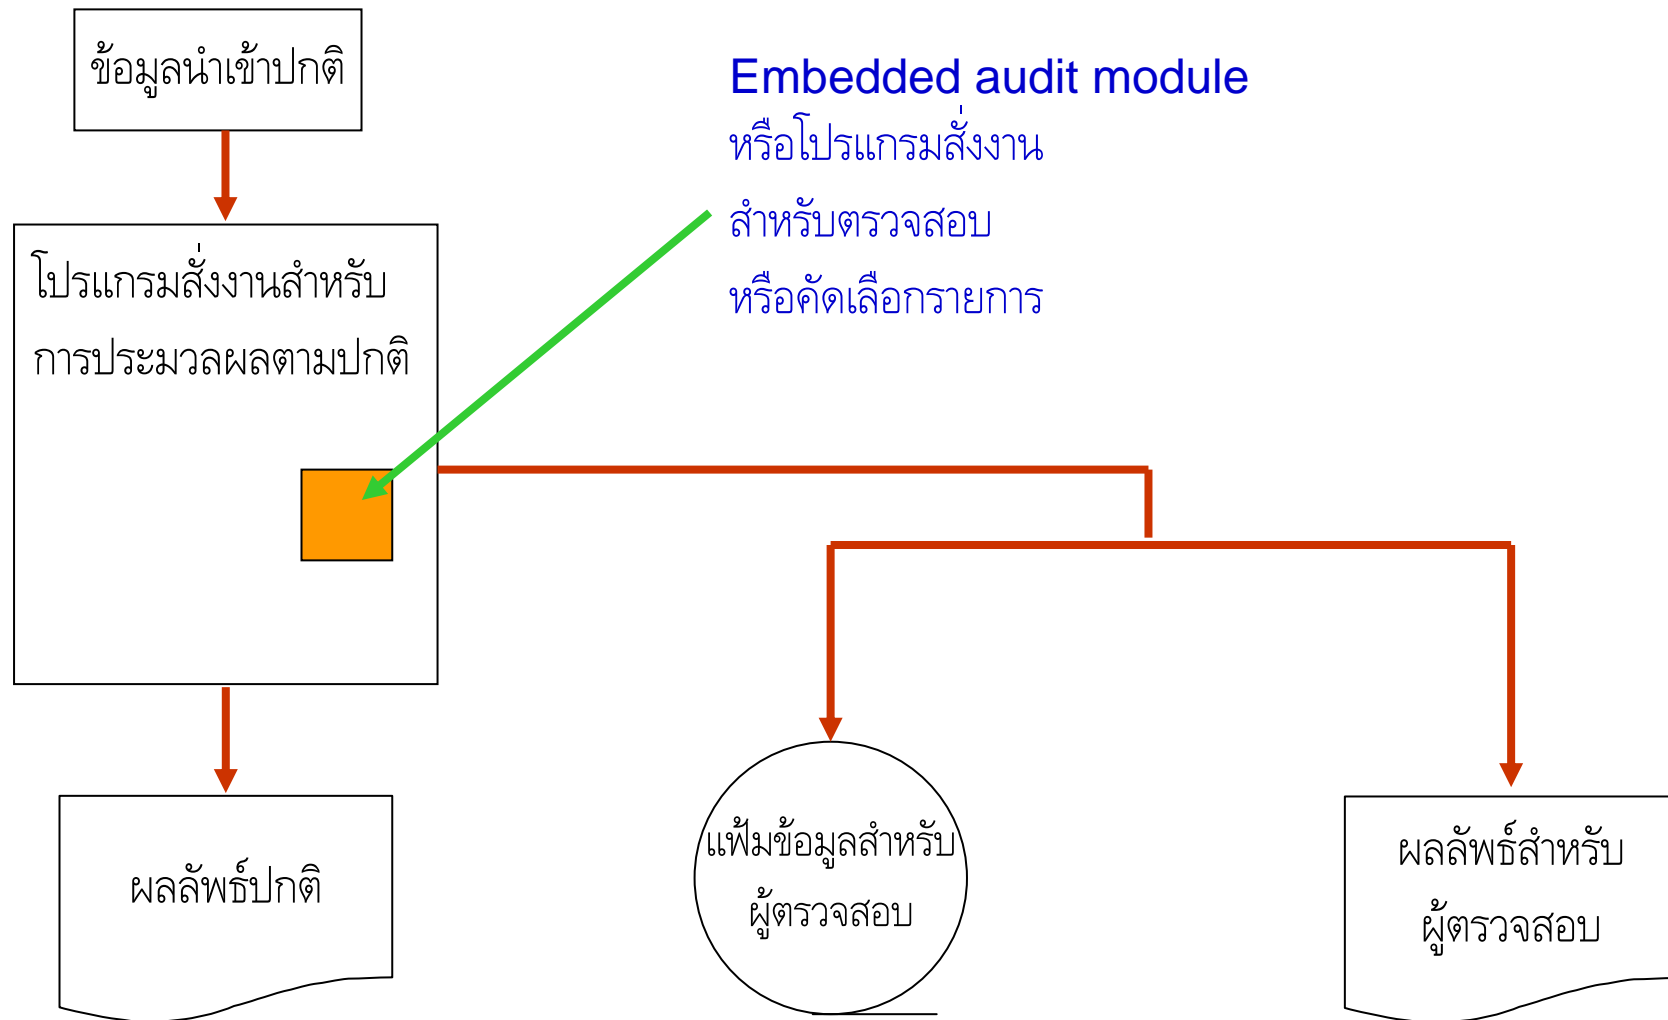 ข้อมูลนำเข้าปกติ
Embedded audit module
หรือโปรแกรมสั่งงาน
สำหรับตรวจสอบ
หรือคัดเลือกรายการ
โปรแกรมสั่งงานสำหรับ
การประมวลผลตามปกติ
ผลลัพธ์ปกติ
แฟ้มข้อมูลสำหรับ
ผู้ตรวจสอบ
ผลลัพธ์สำหรับ
ผู้ตรวจสอบ